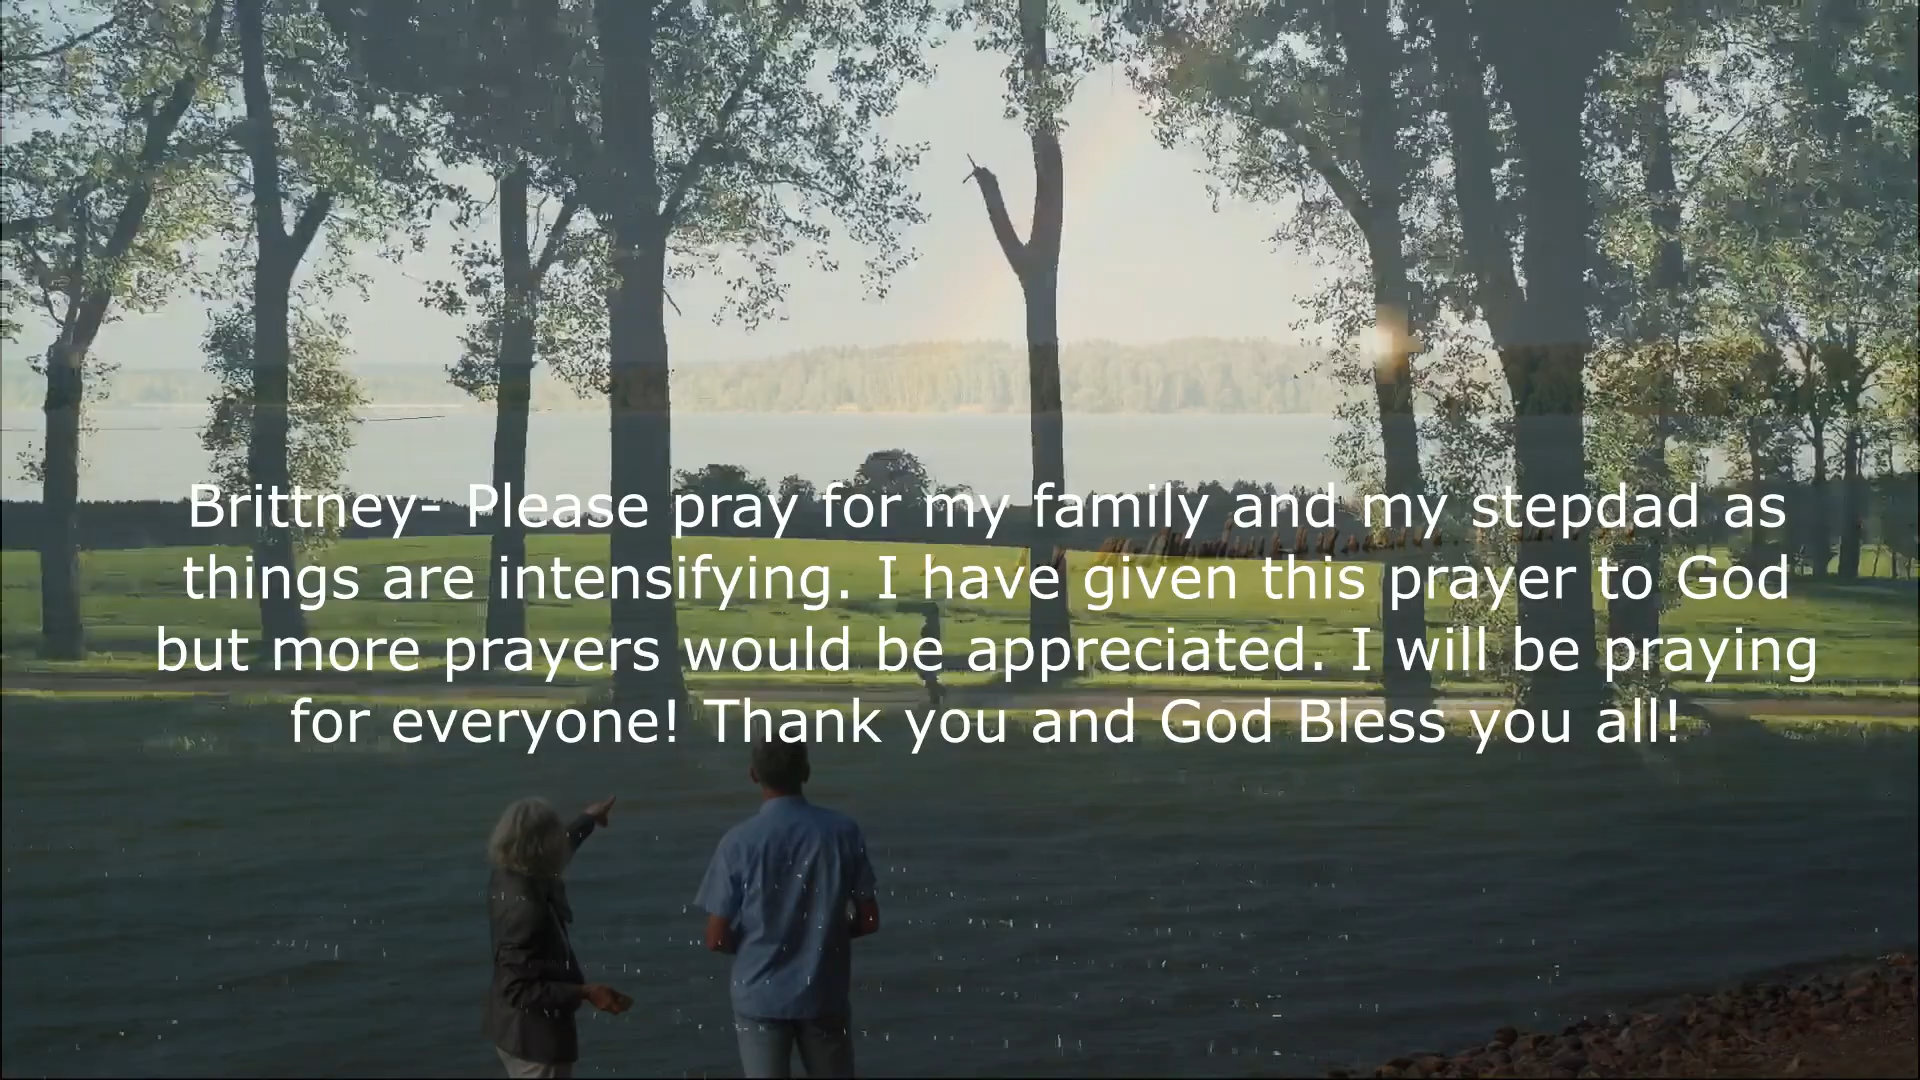 Brittney- Please pray for my family and my stepdad as
things are intensifying. I have given this prayer to God
but more prayers would be appreciated. I will be praying
for everyone! Thank you and God Bless you all!